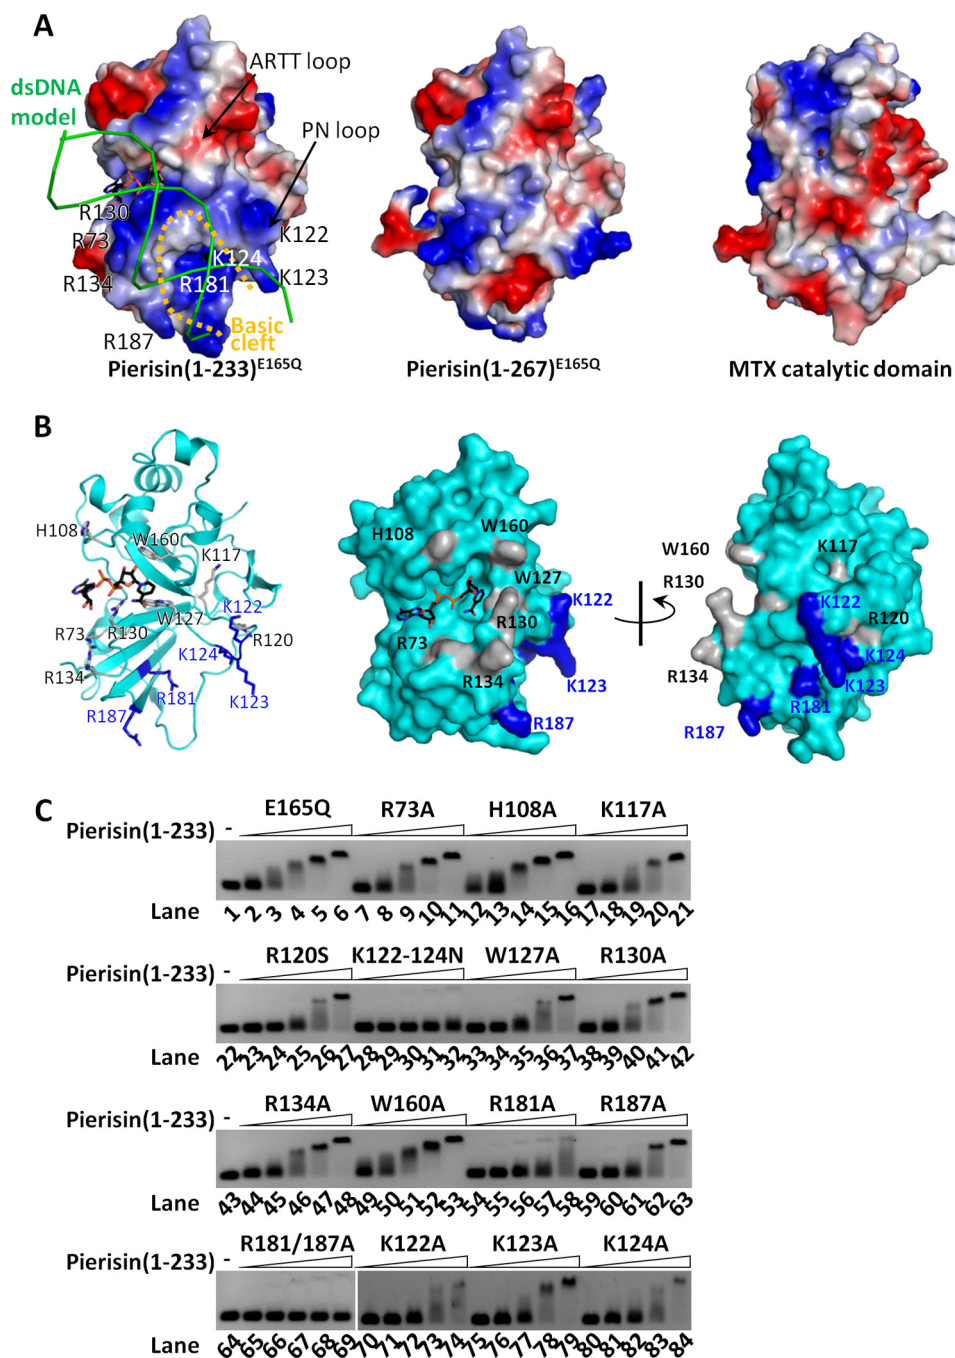 A
dsDNA model
ARTT loop
PN loop
R130
R73
R134
K122
K124
R181
K123
R187
Basic cleft
Pierisin(1-233)E165Q
Pierisin(1-267)E165Q
MTX catalytic domain
B
H108
W160
K117
K122
W127
R120
R73
R130
K124
R134
R181
K123
R187
H108
W160
W127
K122
R73
R130
K123
R134
R187
W160
K117
R130
K122
R120
R134
K124
K123
R181
R187
C
E165Q R73A H108A K117A
Pierisin(1-233) -
Lane 1 2 3 4 5 6 7 8 9 10 11 12 13 14 15 16 17 18 19 20 21
R120S K122-124N W127A R130A
Pierisin(1-233) -
Lane 22 23 24 25 26 27 28 29 30 31 32 33 34 35 36 37 38 39 40 41 42
R134A W160A R181A R187A
Pierisin(1-233) -
Lane 43 44 45 46 47 48 49 50 51 52 53 54 55 56 57 58 59 60 61 62 63
R181/187A K122A K123A K124A
Pierisin(1-233) -
Lane 64 65 66 67 68 69 70 71 72 73 74 75 76 77 78 79 80 81 82 83 84